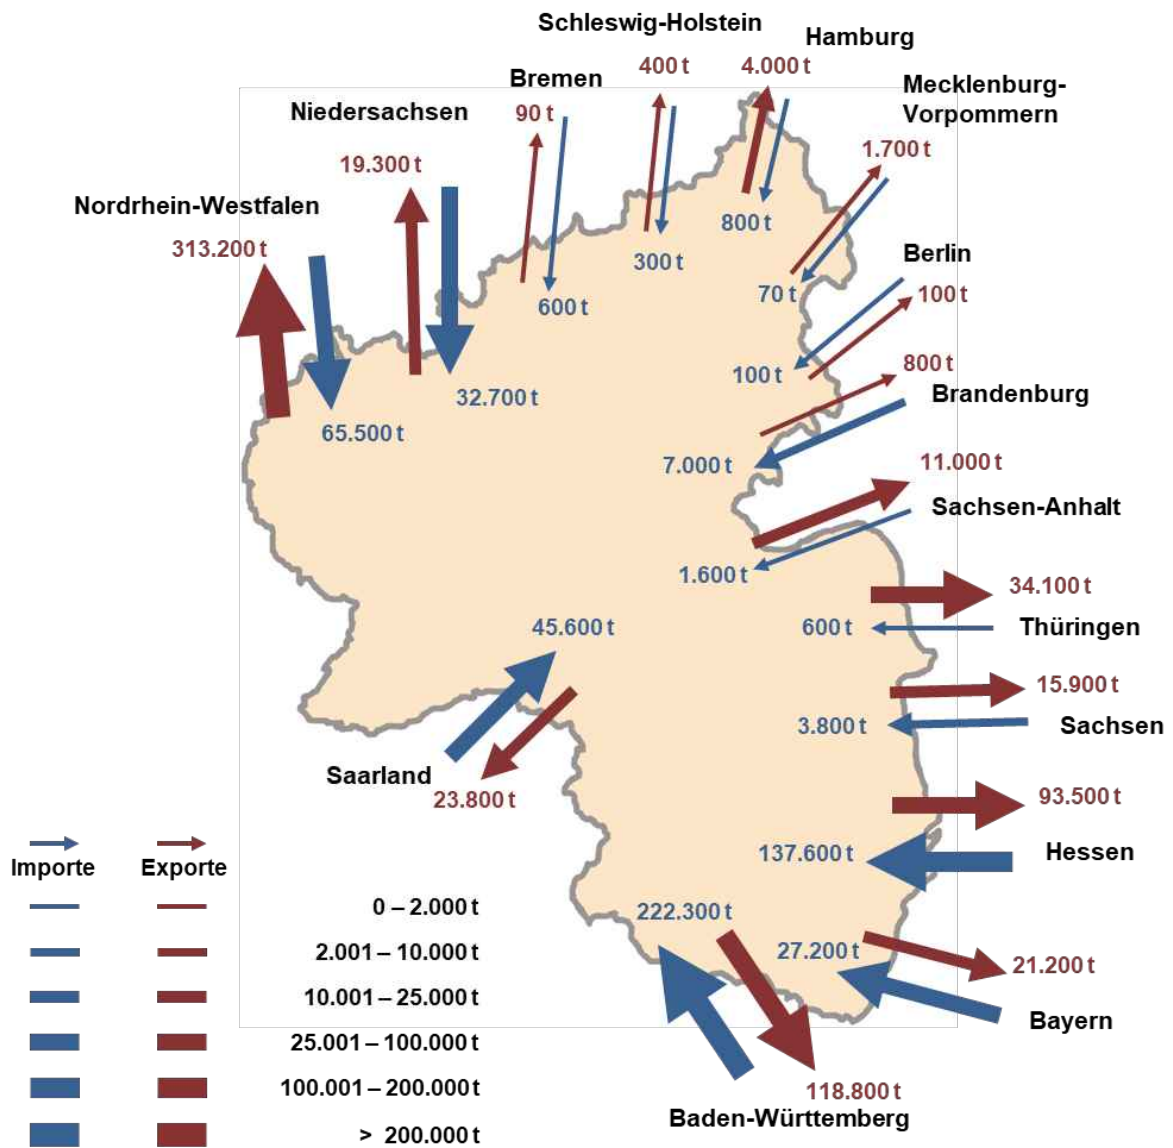 Schleswig-Holstein
400 t
300 t
Hamburg
4.000 t
800 t
Bremen
90 t
600 t
Mecklenburg-
Vorpommern
1.700 t
70 t
Niedersachsen
19.300 t
32.700 t
Nordrhein-Westfalen
313.200 t
65.500 t
Berlin
100 t
100 t
800 t
Brandenburg
7.000 t
11.000 t
Sachsen-Anhalt
1.600 t
34.100 t
Thüringen
600 t
45.600 t
Saarland
23.800 t
15.900 t
Sachsen
3.800 t
93.500 t
Hessen
137.600 t
222.300 t
27.200 t
21.200 t
Bayern
118.800 t
Baden-Württemberg
Importe Exporte
0 – 2.000 t
2.001 – 10.000 t
10.001 – 25.000 t
25.001 – 100.000 t
100.001 – 200.000 t
> 200.000 t